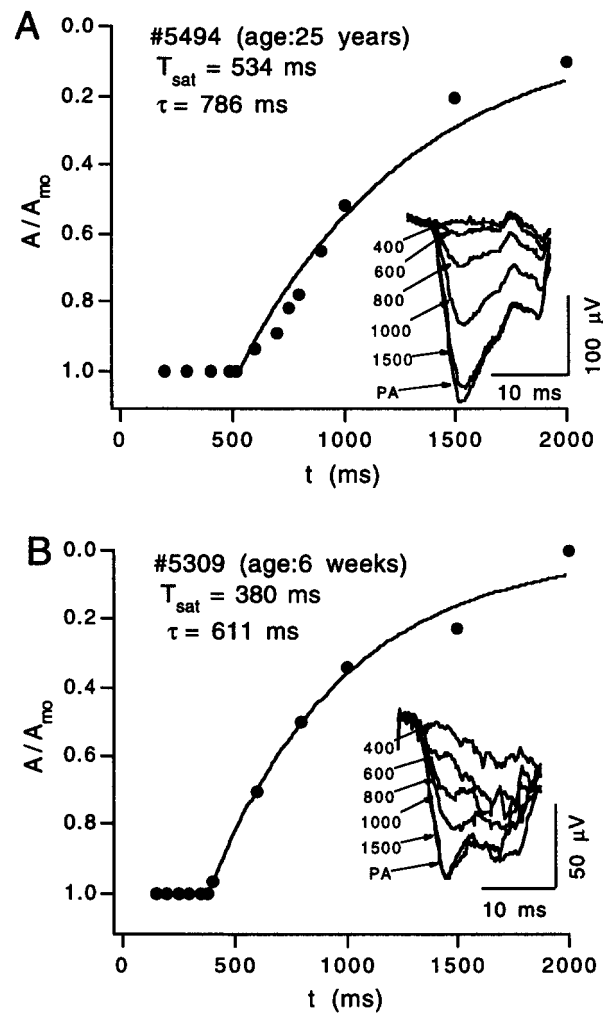 A
#5494 (age:25 years)
T_sat = 534 ms
τ = 786 ms
0.0
0.2
0.4
0.6
0.8
1.0
A/A_mo
400
600
800
1000
1500
PA
10 ms
100 μV
0
500
1000
1500
2000
t (ms)
B
#5309 (age:6 weeks)
T_sat = 380 ms
τ = 611 ms
0.0
0.2
0.4
0.6
0.8
1.0
A/A_mo
400
600
800
1000
1500
PA
10 ms
50 μV
0
500
1000
1500
2000
t (ms)